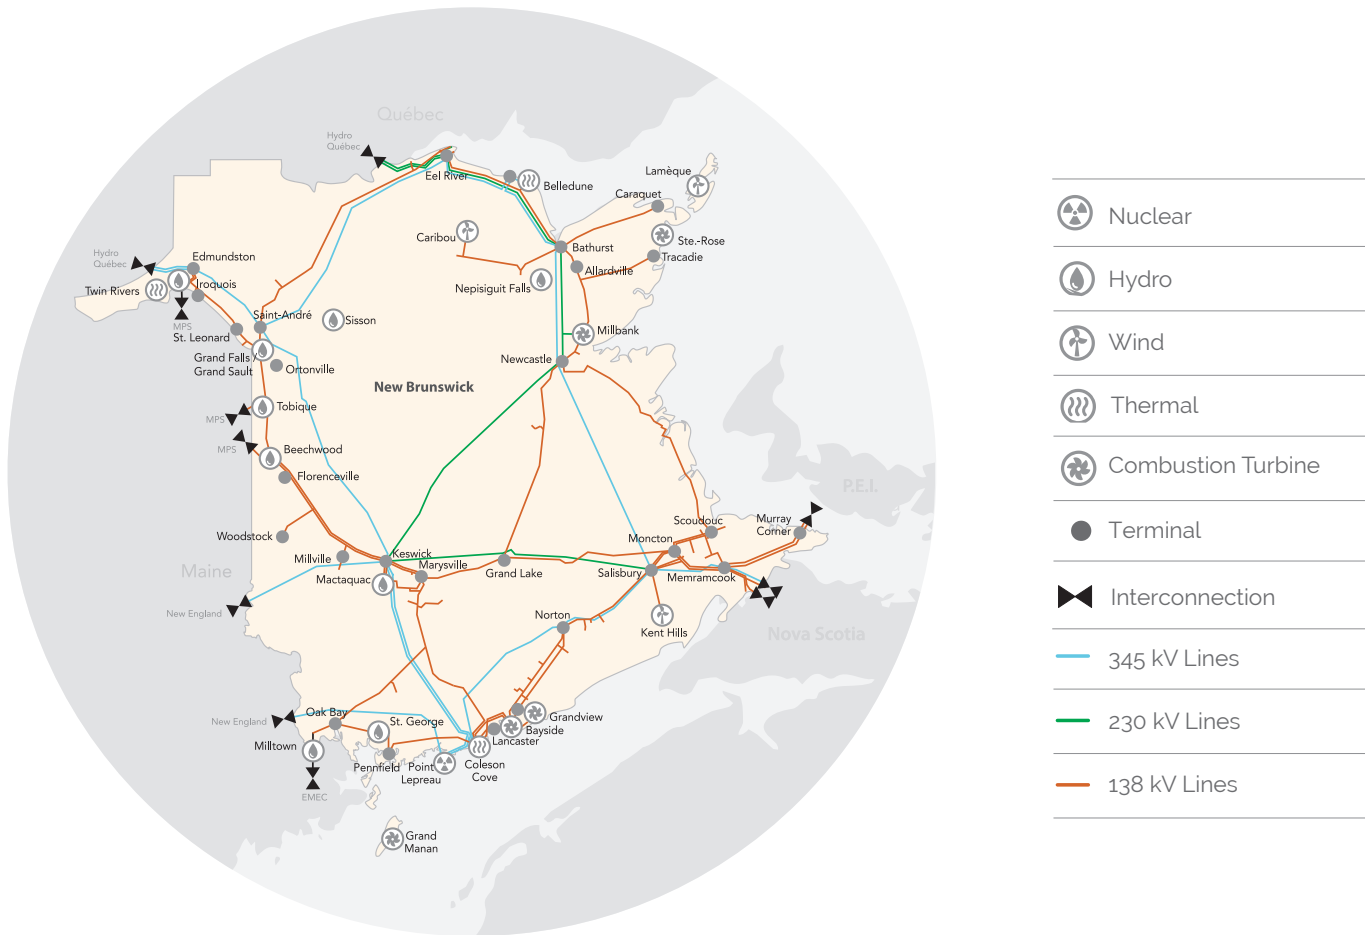 Québec
Hydro
Québec
Eel River
Belledune
Lamèque
Caraquet
Caribou
Ste.-Rose
Bathurst
Tracadie
Allardville
Nepisiguit Falls
Hydro
Québec
Edmundston
Twin Rivers
Iroquois
MPS
St. Leonard
Saint-André
Sisson
Millbank
Grand Falls /
Grand Sault
Ortonville
Newcastle
New Brunswick
MPS
Tobique
MPS
Beechwood
Florenceville
P.E.I.
Woodstock
Scoudouc
Murray
Corner
Moncton
Millville
Keswick
Marysville
Maine
Mactaquac
Grand Lake
Salisbury
Memramcook
New England
Norton
Kent Hills
Nova Scotia
New England
Oak Bay
St. George
Grandview
Bayside
Milltown
Lancaster
Pennfield
Point
Lepreau
Coleson
Cove
EMEC
Grand
Manan
Nuclear
Hydro
Wind
Thermal
Combustion Turbine
Terminal
Interconnection
345 kV Lines
230 kV Lines
138 kV Lines